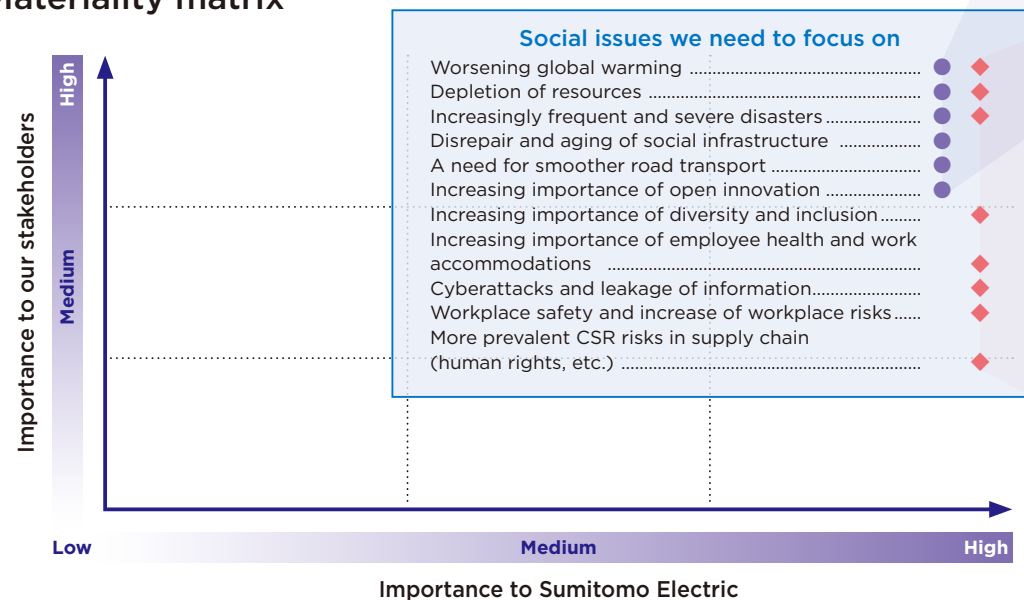 Materiality matrix
Social issues we need to focus on
Worsening global warming ................................................
Depletion of resources ........................................................
Increasingly frequent and severe disasters ....................
Disrepair and aging of social infrastructure .................
A need for smoother road transport ...............................
Increasing importance of open innovation .....................
Increasing importance of diversity and inclusion ........
Increasing importance of employee health and work
accommodations .................................................................
Cyberattacks and leakage of information.......................
Workplace safety and increase of workplace risks ......
More prevalent CSR risks in supply chain
(human rights, etc.) ..............................................................
Importance to our stakeholders
High
Medium
Low
Medium
High
Importance to Sumitomo Electric